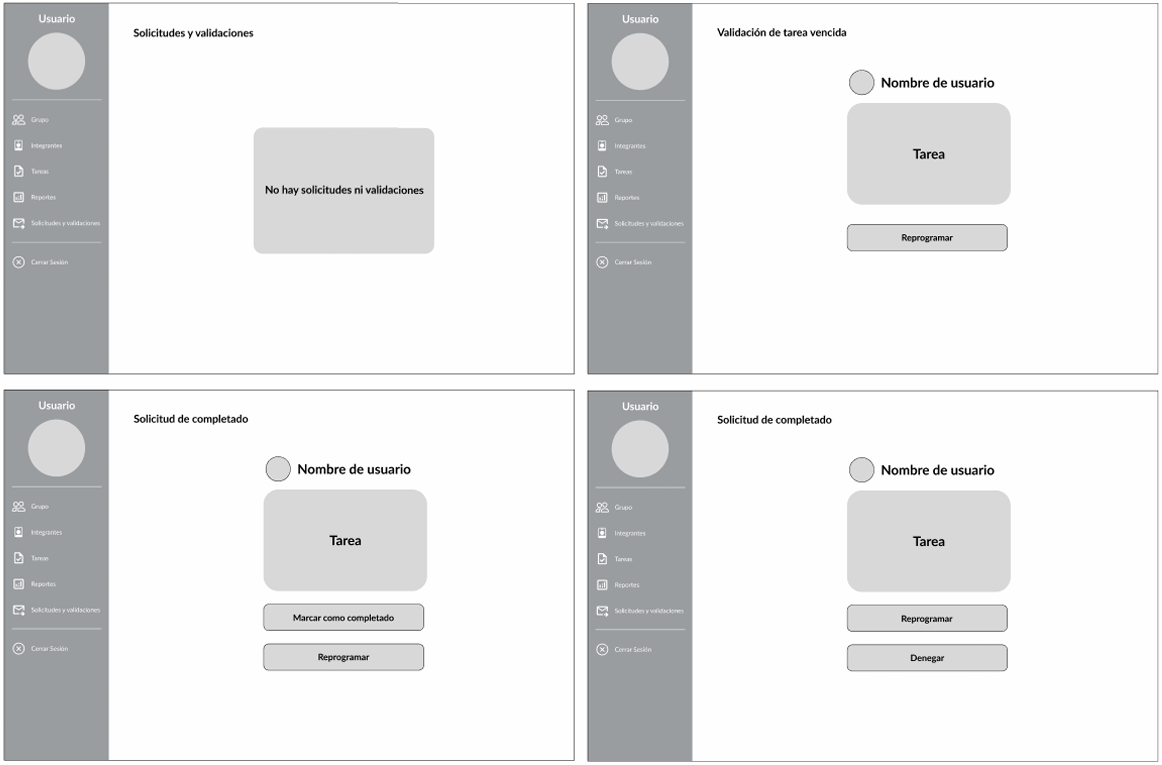 Usuario
Solicitudes y validaciones
Grupo
Integrantes
Tareas
Reportes
Solicitudes y validaciones
Cerrar Sesión
No hay solicitudes ni validaciones
Usuario
Validación de tarea vencida
Nombre de usuario
Grupo
Integrantes
Tareas
Reportes
Solicitudes y validaciones
Cerrar Sesión
Tarea
Reprogramar
Usuario
Solicitud de completado
Nombre de usuario
Grupo
Integrantes
Tareas
Reportes
Solicitudes y validaciones
Cerrar Sesión
Tarea
Marcar como completado
Reprogramar
Usuario
Solicitud de completado
Nombre de usuario
Grupo
Integrantes
Tareas
Reportes
Solicitudes y validaciones
Cerrar Sesión
Tarea
Reprogramar
Denegar